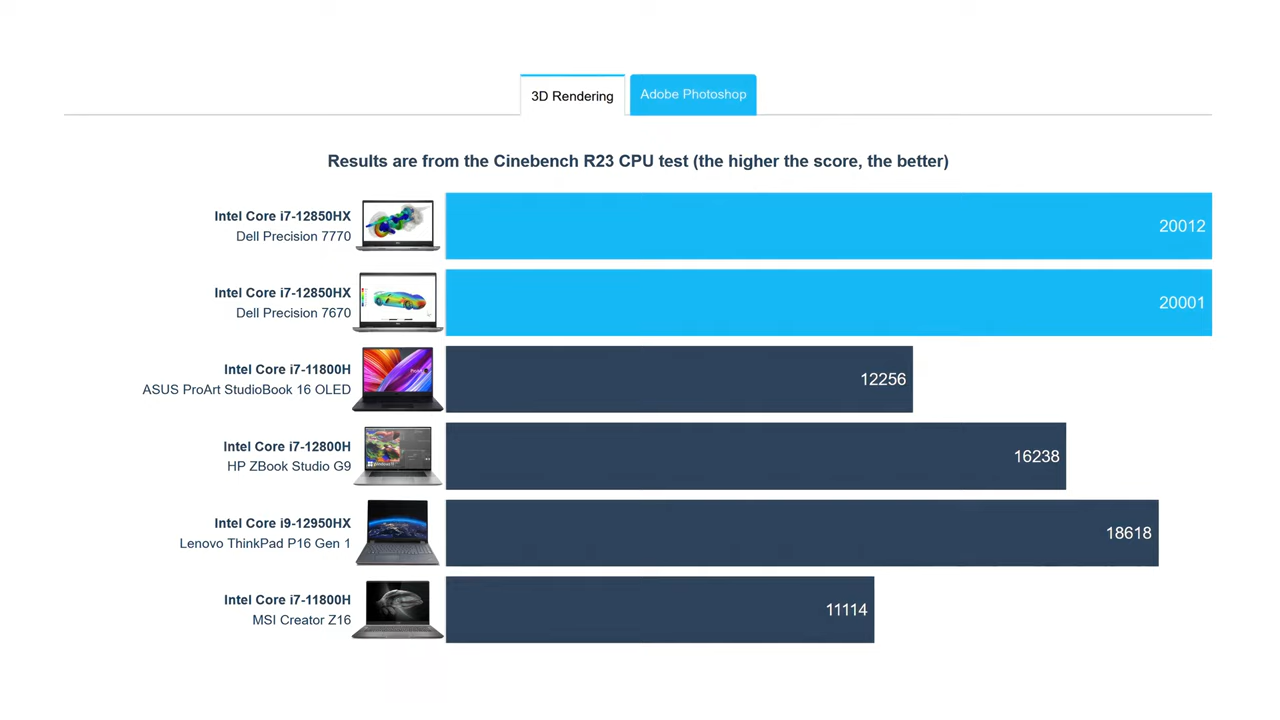 3D Rendering
Adobe Photoshop
Results are from the Cinebench R23 CPU test (the higher the score, the better)
Intel Core i7-12850HX
Dell Precision 7770
20012
Intel Core i7-12850HX
Dell Precision 7670
20001
Intel Core i7-11800H
ASUS ProArt StudioBook 16 OLED
12256
Intel Core i7-12800H
HP ZBook Studio G9
16238
Intel Core i9-12950HX
Lenovo ThinkPad P16 Gen 1
18618
Intel Core i7-11800H
MSI Creator Z16
11114